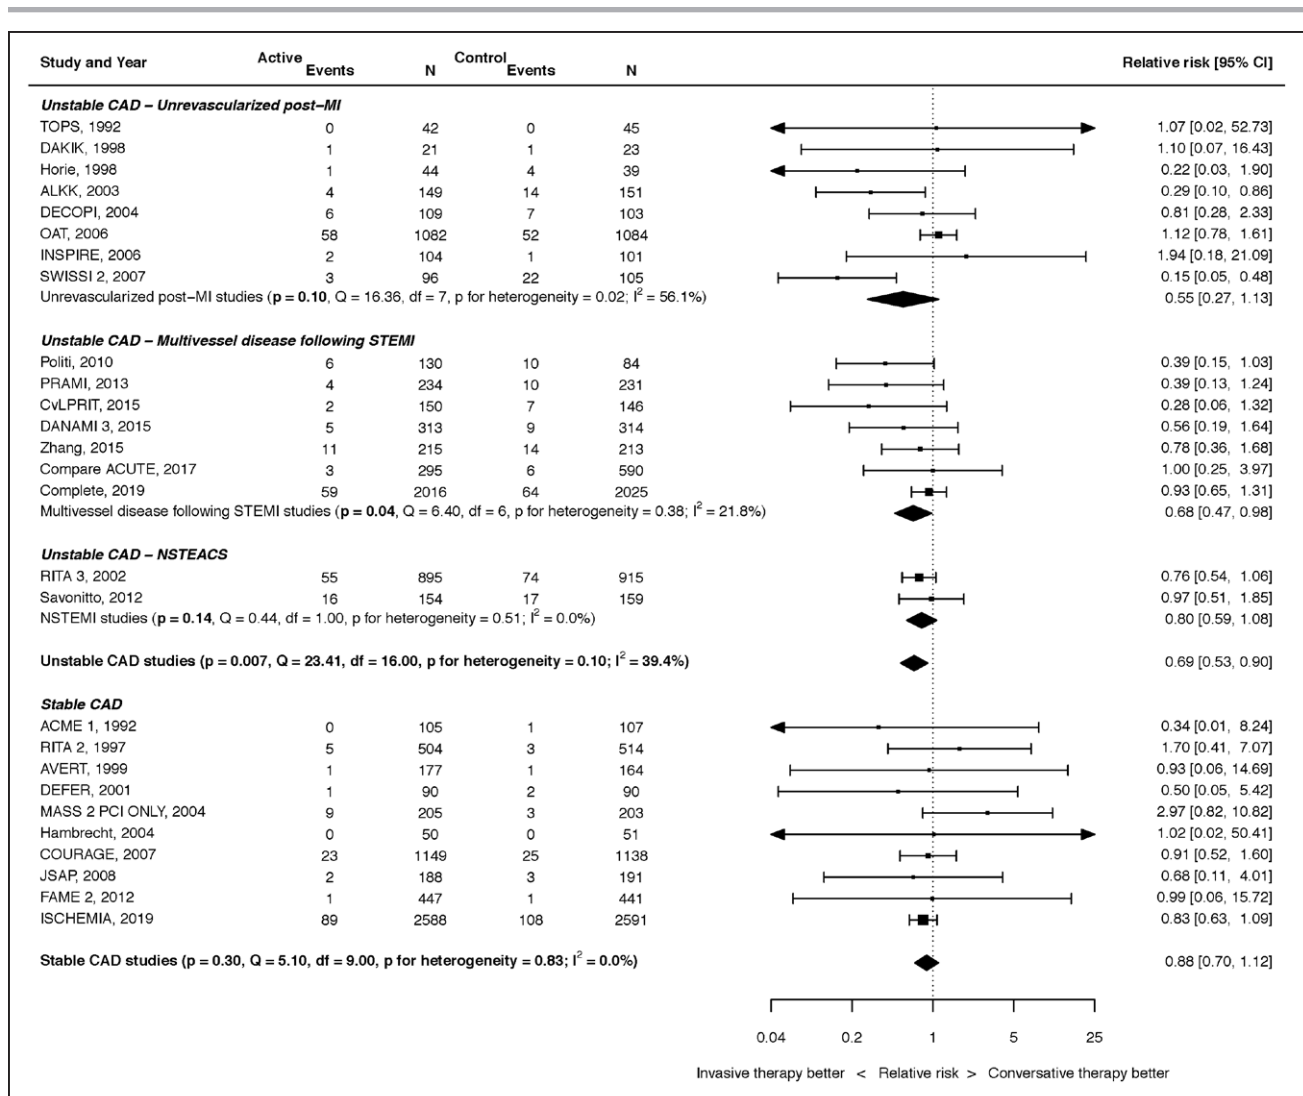 Study and Year Active Events N Control Events N Relative risk [95% CI]
Unstable CAD – Unrevascularized post–MI
TOPS, 1992 0 42 0 45 1.07 [0.02, 52.73]
DAKIK, 1998 1 21 1 23 1.10 [0.07, 16.43]
Horie, 1998 1 44 4 39 0.22 [0.03, 1.90]
ALKK, 2003 4 149 14 151 0.29 [0.10, 0.86]
DECOPI, 2004 6 109 7 103 0.81 [0.28, 2.33]
OAT, 2006 58 1082 52 1084 1.12 [0.78, 1.61]
INSPIRE, 2006 2 104 1 101 1.94 [0.18, 21.09]
SWISSI 2, 2007 3 96 22 105 0.15 [0.05, 0.48]
Unrevascularized post–MI studies (p = 0.10, Q = 16.36, df = 7, p for heterogeneity = 0.02; I² = 56.1%) 0.55 [0.27, 1.13]
Unstable CAD – Multivessel disease following STEMI
Politi, 2010 6 130 10 84 0.39 [0.15, 1.03]
PRAMI, 2013 4 234 10 231 0.39 [0.13, 1.24]
CvLPRIT, 2015 2 150 7 146 0.28 [0.06, 1.32]
DANAMI 3, 2015 5 313 9 314 0.56 [0.19, 1.64]
Zhang, 2015 11 215 14 213 0.78 [0.36, 1.68]
Compare ACUTE, 2017 3 295 6 590 1.00 [0.25, 3.97]
Complete, 2019 59 2016 64 2025 0.93 [0.65, 1.31]
Multivessel disease following STEMI studies (p = 0.04, Q = 6.40, df = 6, p for heterogeneity = 0.38; I² = 21.8%) 0.68 [0.47, 0.98]
Unstable CAD – NSTEACS
RITA 3, 2002 55 895 74 915 0.76 [0.54, 1.06]
Savonitto, 2012 16 154 17 159 0.97 [0.51, 1.85]
NSTEMI studies (p = 0.14, Q = 0.44, df = 1.00, p for heterogeneity = 0.51; I² = 0.0%) 0.80 [0.59, 1.08]
Unstable CAD studies (p = 0.007, Q = 23.41, df = 16.00, p for heterogeneity = 0.10; I² = 39.4%) 0.69 [0.53, 0.90]
Stable CAD
ACME 1, 1992 0 105 1 107 0.34 [0.01, 8.24]
RITA 2, 1997 5 504 3 514 1.70 [0.41, 7.07]
AVERT, 1999 1 177 1 164 0.93 [0.06, 14.69]
DEFER, 2001 1 90 2 90 0.50 [0.05, 5.42]
MASS 2 PCI ONLY, 2004 9 205 3 203 2.97 [0.82, 10.82]
Hambrecht, 2004 0 50 0 51 1.02 [0.02, 50.41]
COURAGE, 2007 23 1149 25 1138 0.91 [0.52, 1.60]
JSAP, 2008 2 188 3 191 0.68 [0.11, 4.01]
FAME 2, 2012 1 447 1 441 0.99 [0.06, 15.72]
ISCHEMIA, 2019 89 2588 108 2591 0.83 [0.63, 1.09]
Stable CAD studies (p = 0.30, Q = 5.10, df = 9.00, p for heterogeneity = 0.83; I² = 0.0%) 0.88 [0.70, 1.12]
0.04 0.2 1 5 25
Invasive therapy better < Relative risk > Conversative therapy better